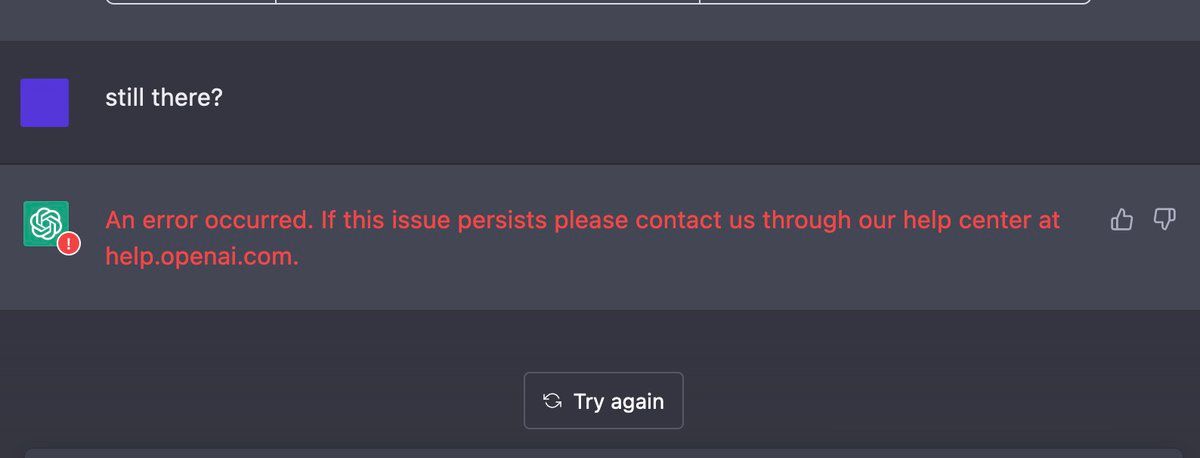 still there?
An error occurred. If this issue persists please contact us through our help center at
help.openai.com.
Try again